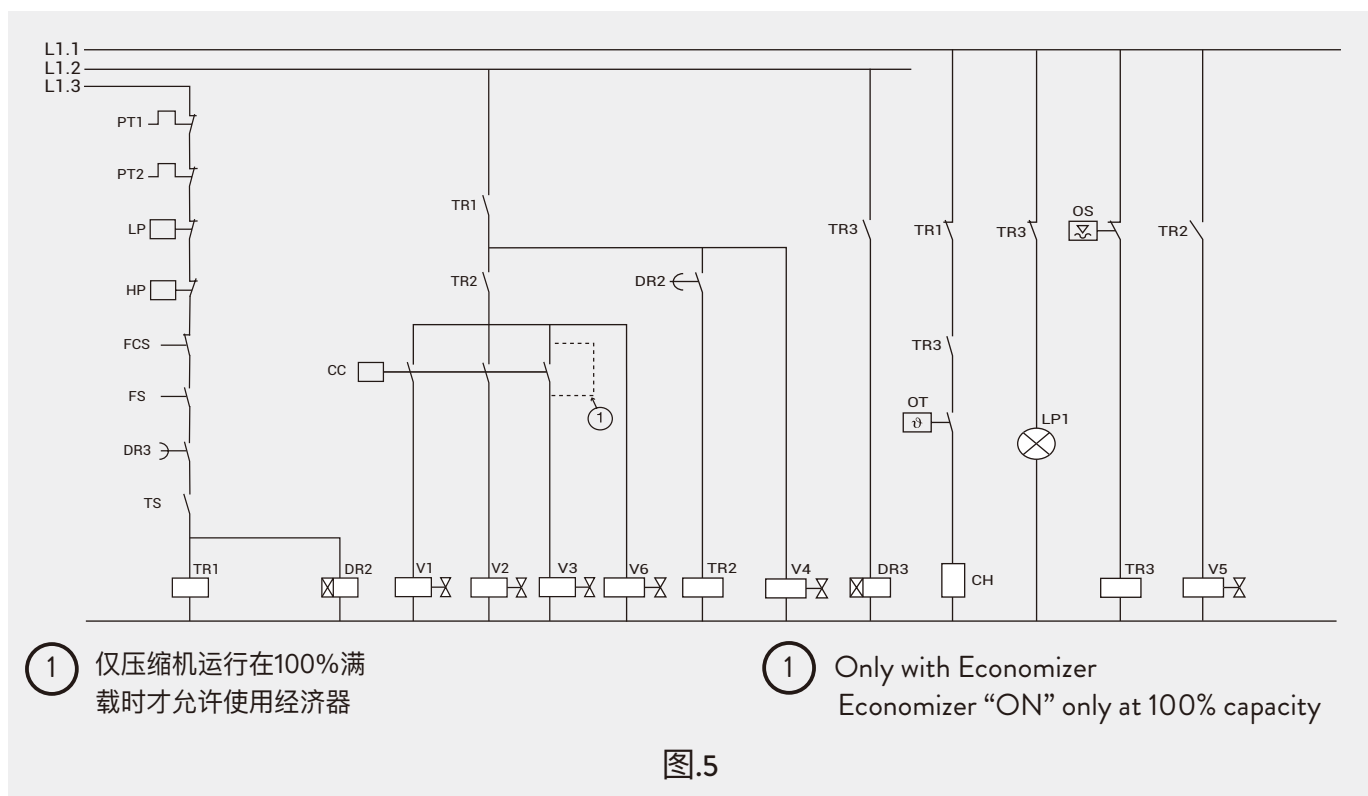 L1.1
L1.2
L1.3
PT1
PT2
LP
HP
FCS
FS
DR3
TS
TR1
DR2
TR1
TR2
DR2
CC
1
V1
V2
V3
V6
TR2
V4
TR3
DR3
TR1
TR3
OT
ϑ
CH
TR3
LP1
OS
TR3
TR2
V5
1 仅压缩机运行在100%满
载时才允许使用经济器
1 Only with Economizer
Economizer “ON” only at 100% capacity
图.5